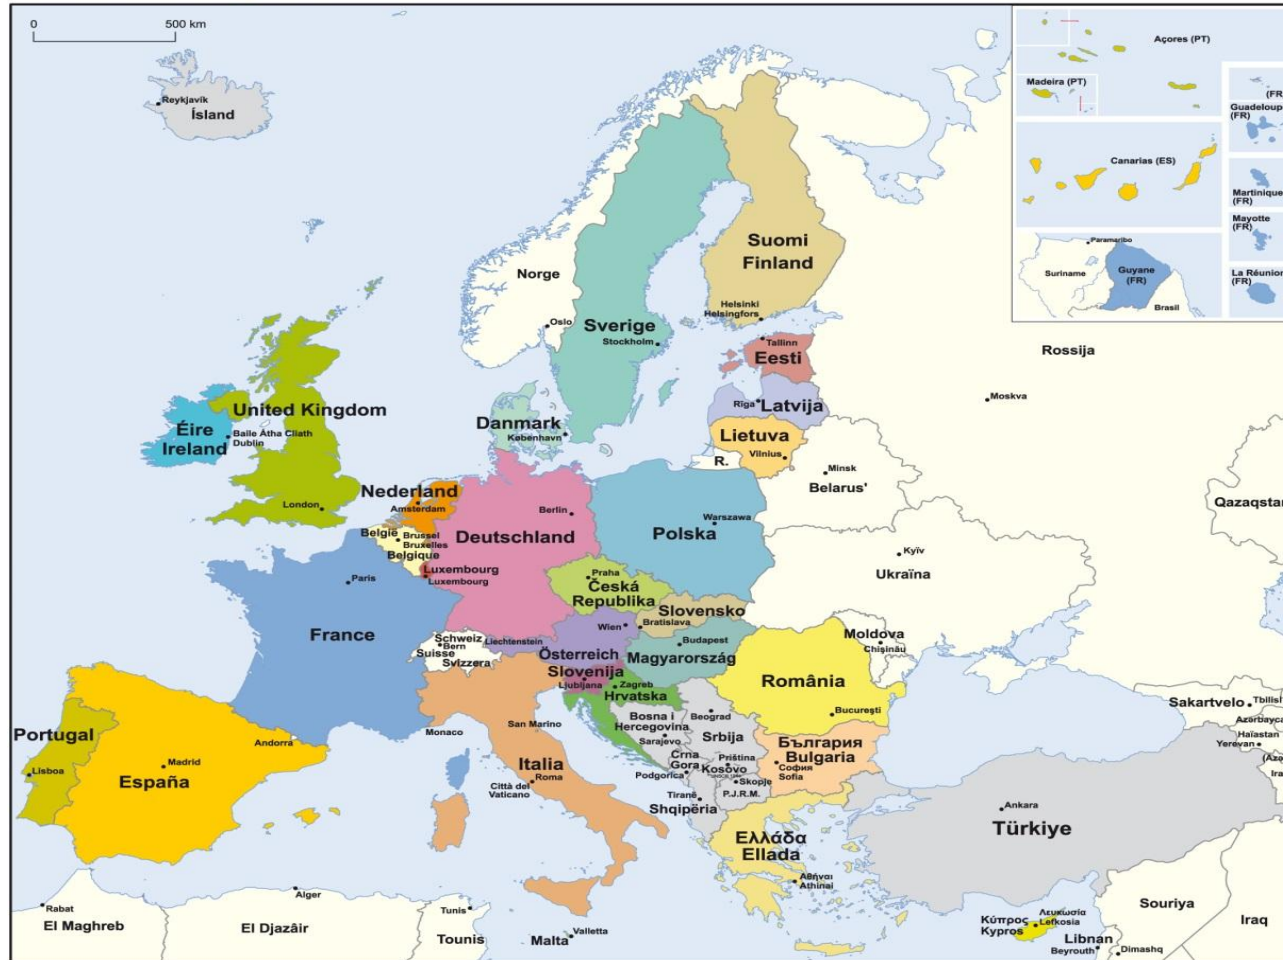 0
500 km
Reykjavík
Ísland
Açores (PT)
Madeira (PT)
(FR
Guadeloupe
(FR)
Canarias (ES)
Martinique
(FR)
Mayotte
(FR)
Paramaribo
Suriname
Guyane
(FR)
Brasil
La Réunion
(FR)
Suomi
Finland
Helsinki
Helsingfors
Norge
Oslo
Sverige
Stockholm
Tallinn
Eesti
Rossija
Moskva
Rīga
Latvija
Lietuva
Vilnius
R.
Minsk
Belarus'
Qazaqstan
United Kingdom
London
Éire
Ireland
Baile Átha Cliath
Dublin
Danmark
København
Nederland
Amsterdam
België
Brussel
Bruxelles
Belgique
Luxembourg
Luxembourg
Berlin
Deutschland
Warszawa
Polska
Kyïv
Ukraïna
Paris
France
Praha
Česká
Republika
Slovensko
Bratislava
Wien
Österreich
Liechtenstein
Schweiz
Bern
Suisse
Svizzera
Budapest
Magyarország
Slovenija
Ljubljana
Zagreb
Hrvatska
Moldova
Chişinău
România
Bucureşti
Portugal
Lisboa
Madrid
España
Andorra
Monaco
San Marino
Italia
Roma
Città del
Vaticano
Bosna i
Hercegovina
Sarajevo
Beograd
Srbija
Crna
Gora
Podgorica
Priština
Kosovo
Skopje
P.J.R.M.
Tiranë
Shqipëria
България
Bulgaria
София
Sofia
Ελλάδα
Ellada
Αθήναι
Athinai
Ankara
Türkiye
Sakartvelo
Tbilisi
Azərbayca
Haïastan
Yerevan
(Az
Ira
Κύπρος
Kypros
Λευκωσία
Lefkosia
Souriya
Iraq
Libnan
Beyrouth
Dimashq
Rabat
El Maghreb
Alger
El Djazâir
Tunis
Tounis
Malta
Valletta